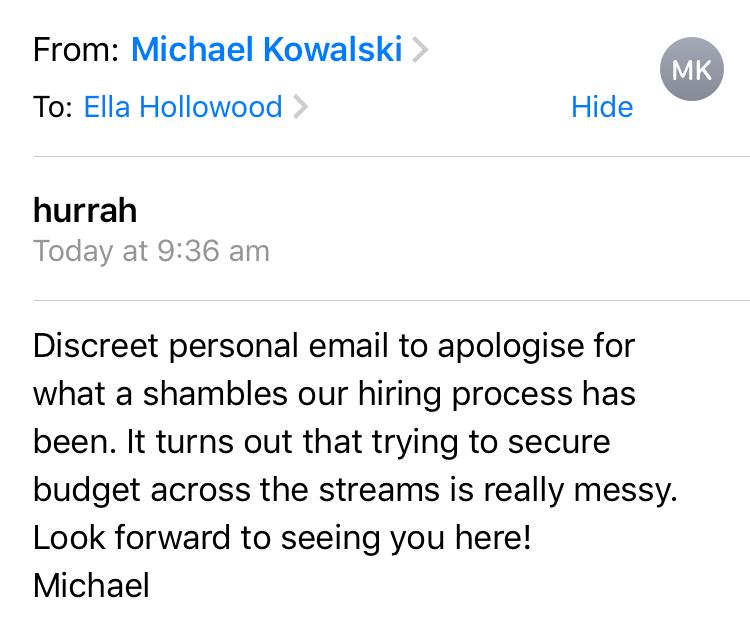 From: Michael Kowalski
MK
To: Ella Hollowood
Hide
hurrah
Today at 9:36 am
Discreet personal email to apologise for
what a shambles our hiring process has
been. It turns out that trying to secure
budget across the streams is really messy.
Look forward to seeing you here!
Michael